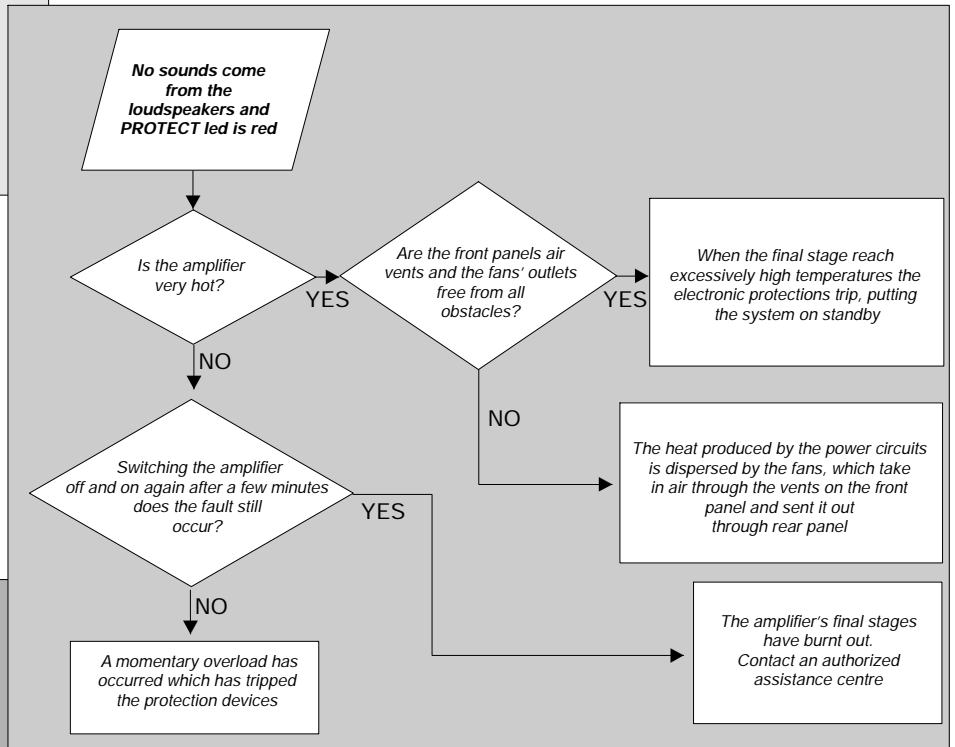 No sounds come
from the
loudspeakers and
PROTECT led is red
Is the amplifier
very hot?
YES
Are the front panels air
vents and the fans' outlets
free from all
obstacles?
YES
When the final stage reach
excessively high temperatures the
electronic protections trip, putting
the system on standby
NO
NO
The heat produced by the power circuits
is dispersed by the fans, which take
in air through the vents on the front
panel and sent it out
through rear panel
Switching the amplifier
off and on again after a few minutes
does the fault still
occur?
YES
NO
The amplifier's final stages
have burnt out.
Contact an authorized
assistance centre
A momentary overload has
occurred which has tripped
the protection devices